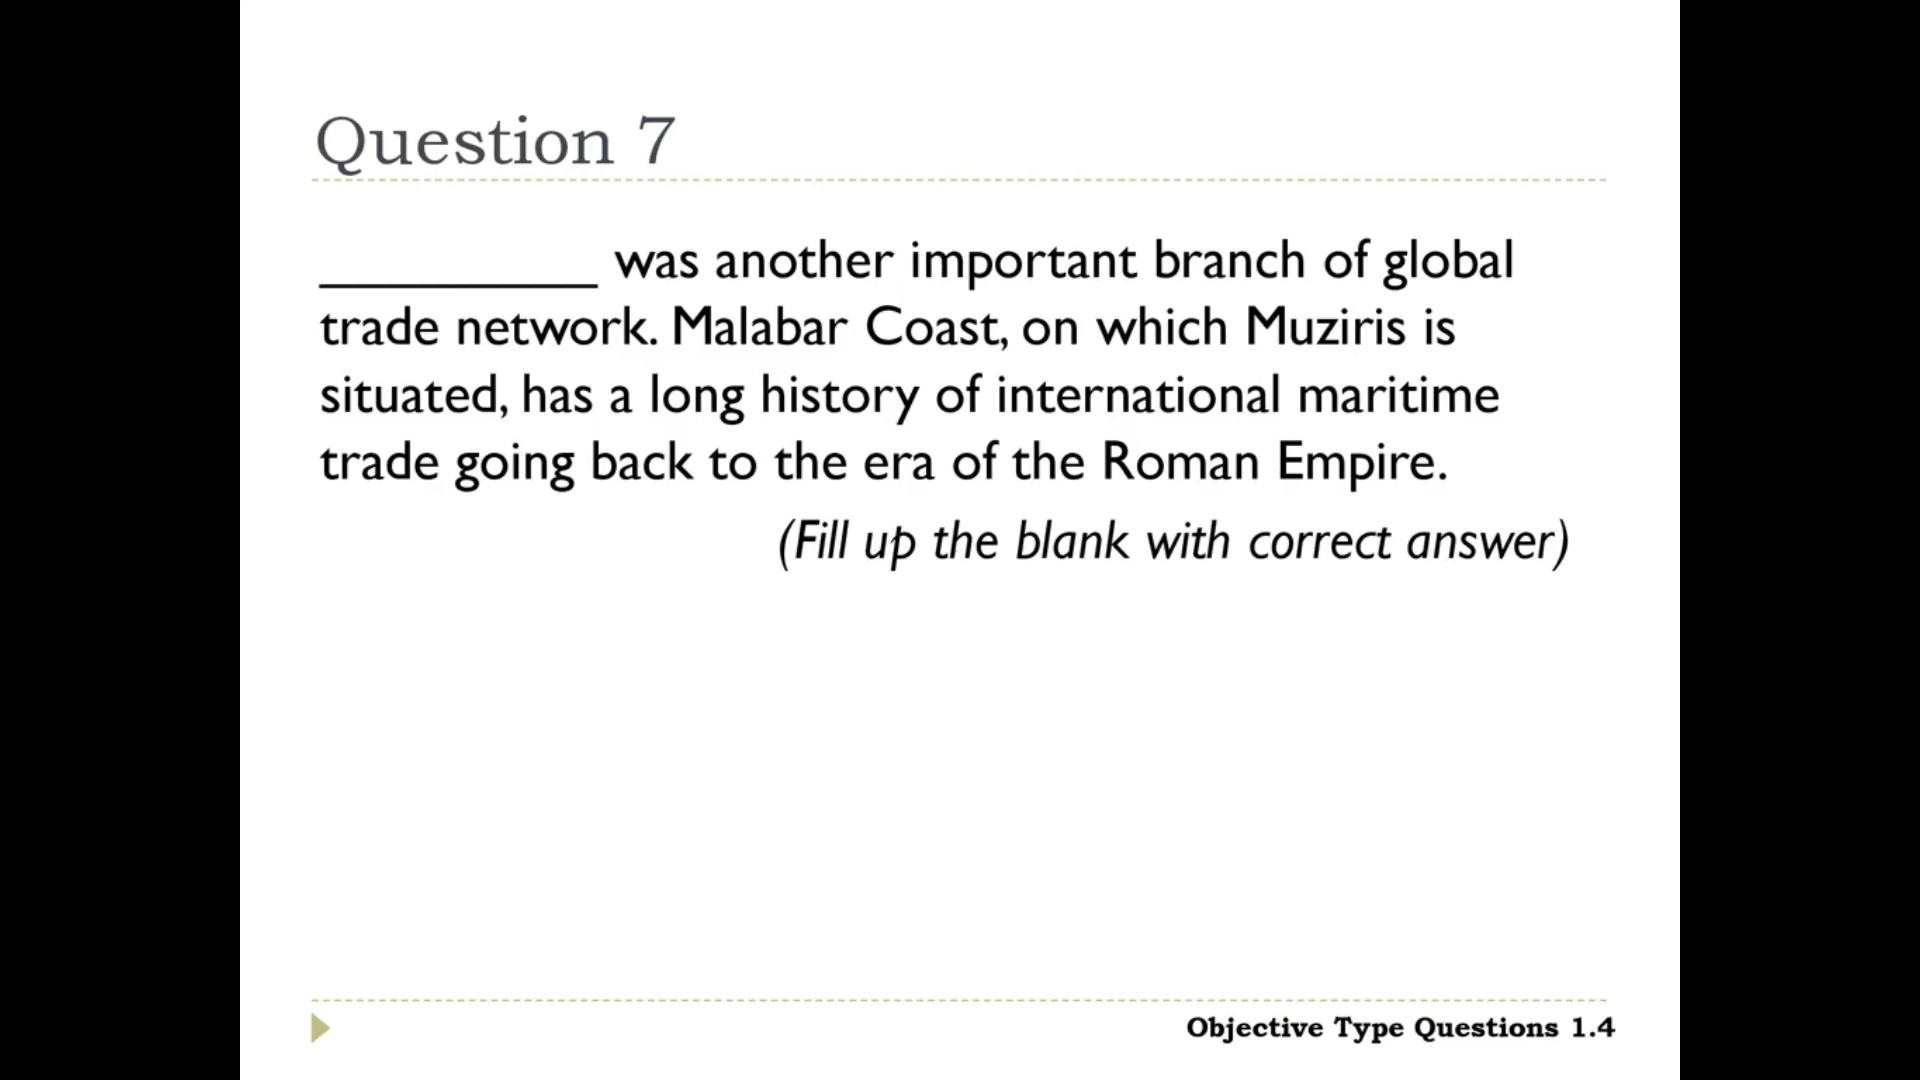 Question 7
__________ was another important branch of global
trade network. Malabar Coast, on which Muziris is
situated, has a long history of international maritime
trade going back to the era of the Roman Empire.
(Fill up the blank with correct answer)
Objective Type Questions 1.4